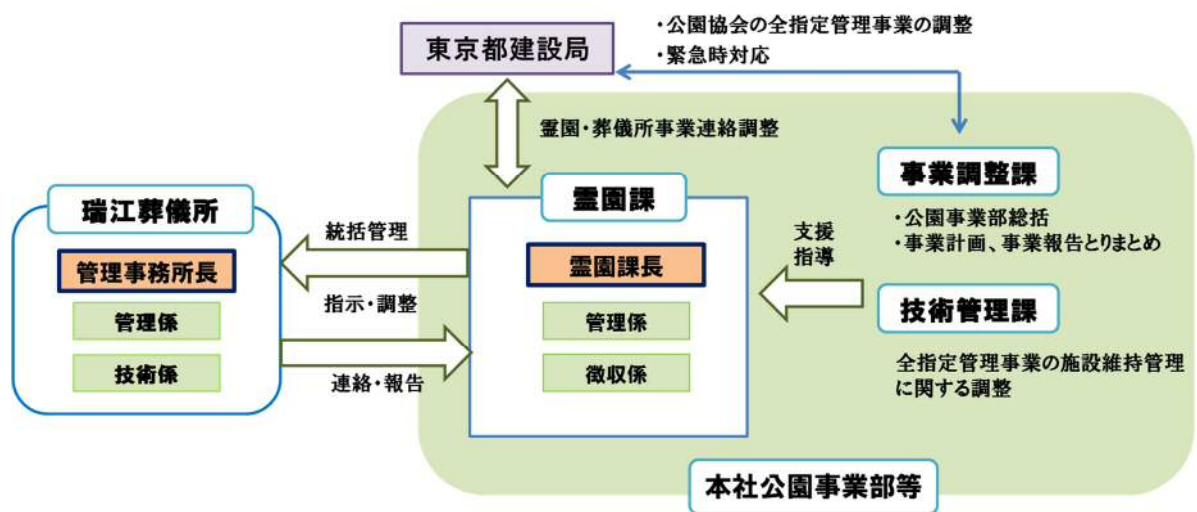 東京都建設局
・公園協会の全指定管理事業の調整
・緊急時対応
霊園・葬儀所事業連絡調整
瑞江葬儀所
管理事務所長
管理係
技術係
統括管理
指示・調整
連絡・報告
霊園課
霊園課長
管理係
徴収係
支援
指導
事業調整課
・公園事業部総括
・事業計画、事業報告とりまとめ
技術管理課
全指定管理事業の施設維持管理
に関する調整
本社公園事業部等